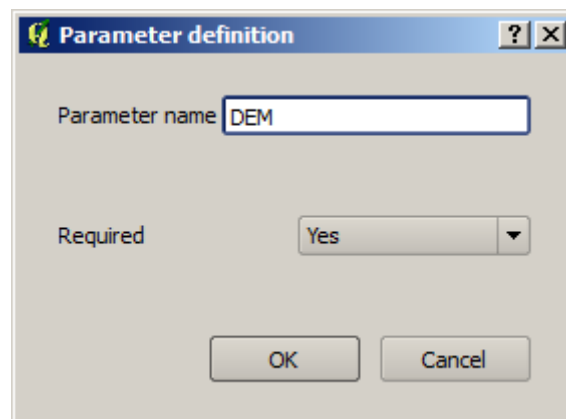 Parameter definition
Parameter name DEM
Required Yes
OK Cancel